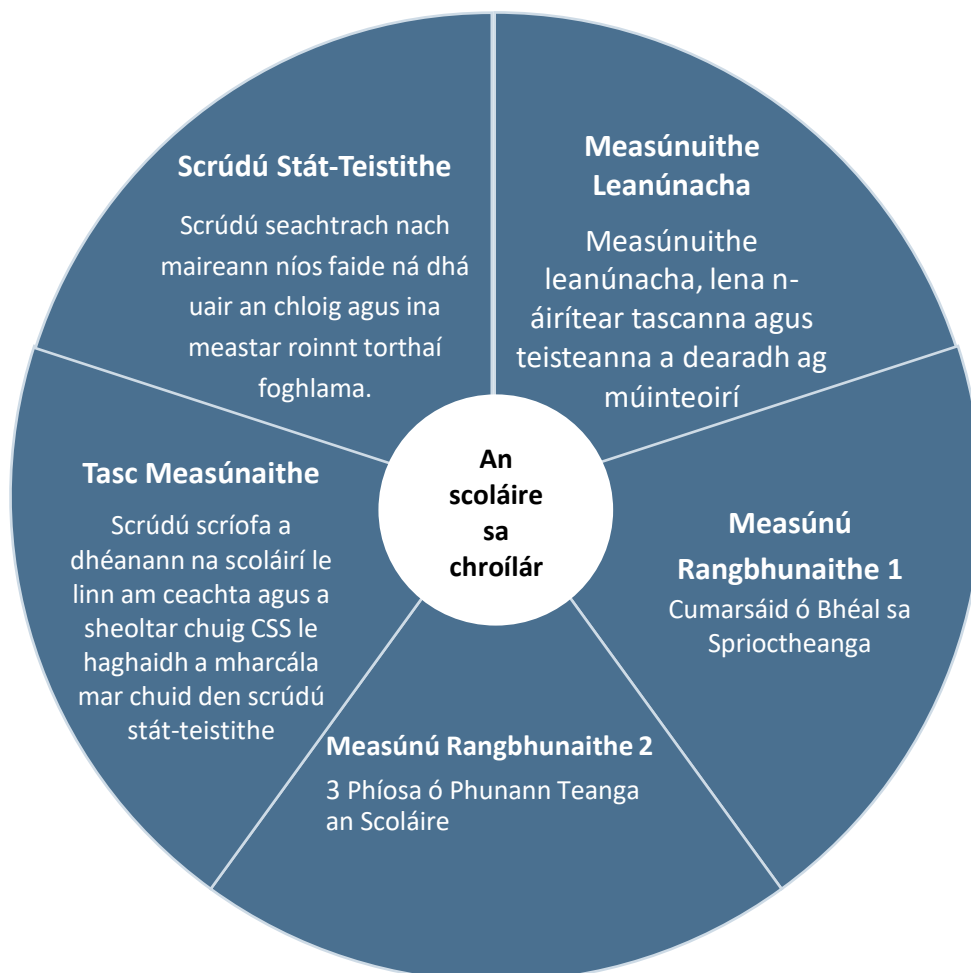 Scrúdú Stát-Teistithe
Scrúdú seachtrach nach
maireann níos faide ná dhá
uair an chloig agus ina
meastar roinnt torthaí
foghlama.
Measúnuithe
Leanúnacha
Measúnuithe
leanúnacha, lena n-
áirítear tascanna agus
teisteanna a dearadh ag
múinteoirí
Tasc Measúnaithe
Scrúdú scríofa a
dhéanann na scoláirí le
linn am ceachta agus a
sheoltar chuig CSS le
haghaidh a mharcála
mar chuid den scrúdú
stát-teistithe
An
scoláire
sa
chroílár
Measúnú
Rangbhunaithe 1
Cumarsáid ó Bhéal sa
Sprioctheanga
Measúnú Rangbhunaithe 2
3 Phíosa ó Phunann Teanga
an Scoláire